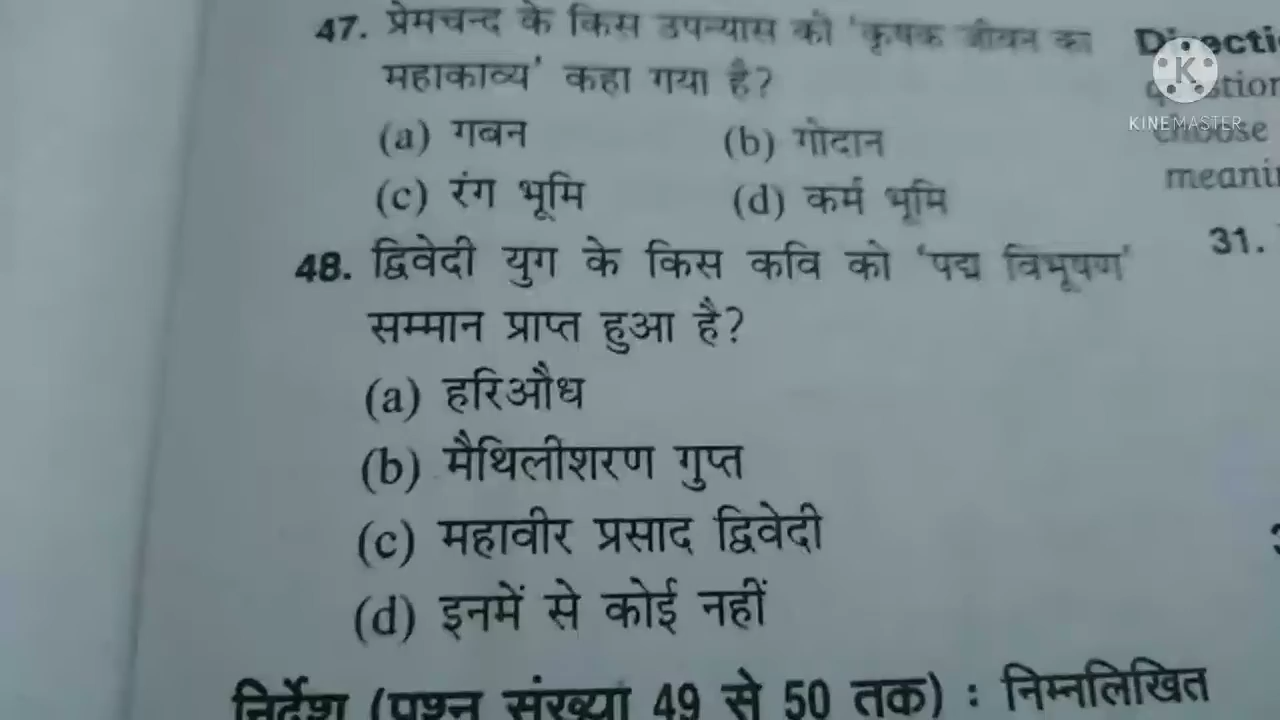 47. प्रेमचन्द के किस उपन्यास को 'कृषक जीवन का
महाकाव्य' कहा गया है?
(a) गबन (b) गोदान
(c) रंग भूमि (d) कर्म भूमि
48. द्विवेदी युग के किस कवि को 'पद्म विभूषण'
सम्मान प्राप्त हुआ है?
(a) हरिऔध
(b) मैथिलीशरण गुप्त
(c) महावीर प्रसाद द्विवेदी
(d) इनमें से कोई नहीं
निर्देश (प्रश्न संख्या 49 से 50 तक) : निम्नलिखित
K
KINEMASTER
choose
31.